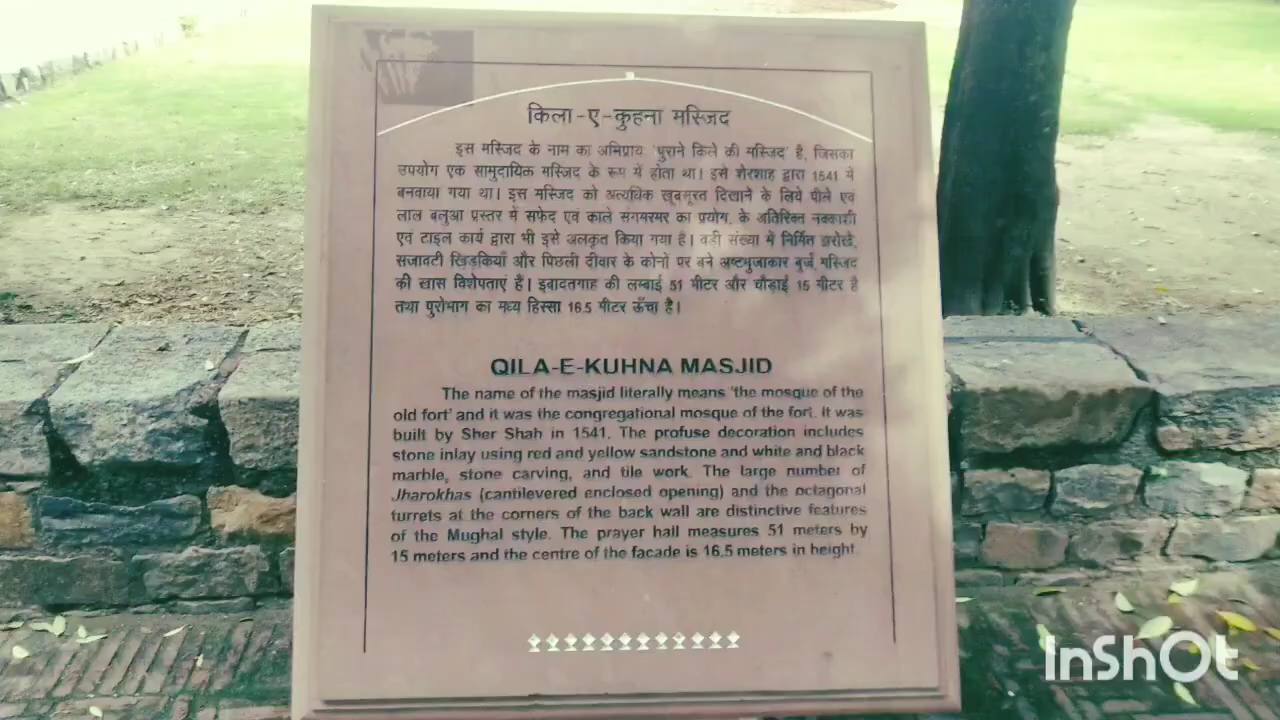 किला-ए-कुहना मस्जिद
इस मस्जिद के नाम का अभिप्राय 'पुराने किले की मस्जिद' है, जिसका
उपयोग एक सामुदायिक मस्जिद के रूप में होता था। इसे शेरशाह द्वारा 1541 में
बनवाया गया था। इस मस्जिद को अत्यधिक खूबसूरत दिखाने के लिये पीले एवं
लाल बलुआ प्रस्तर में सफेद एवं काले संगमरमर का प्रयोग, के अतिरिक्त नक्काशी
एवं टाइल कार्य द्वारा भी इसे अलंकृत किया गया है। बड़ी संख्या में निर्मित झरोखे,
सजावटी खिड़कियाँ और पिछली दीवार के कोनों पर बने अष्टभुजाकार बुर्ज मस्जिद
की खास विशेषताएं हैं। इबादतगाह की लम्बाई 51 मीटर और चौड़ाई 15 मीटर है
तथा पुरोभाग का मध्य हिस्सा 16.5 मीटर ऊँचा है।
QILA-E-KUHNA MASJID
The name of the masjid literally means 'the mosque of the
old fort' and it was the congregational mosque of the fort. It was
built by Sher Shah in 1541. The profuse decoration includes
stone inlay using red and yellow sandstone and white and black
marble, stone carving, and tile work. The large number of
Jharokhas (cantilevered enclosed opening) and the octagonal
turrets at the corners of the back wall are distinctive features
of the Mughal style. The prayer hall measures 51 meters by
15 meters and the centre of the facade is 16.5 meters in height.
InShOt